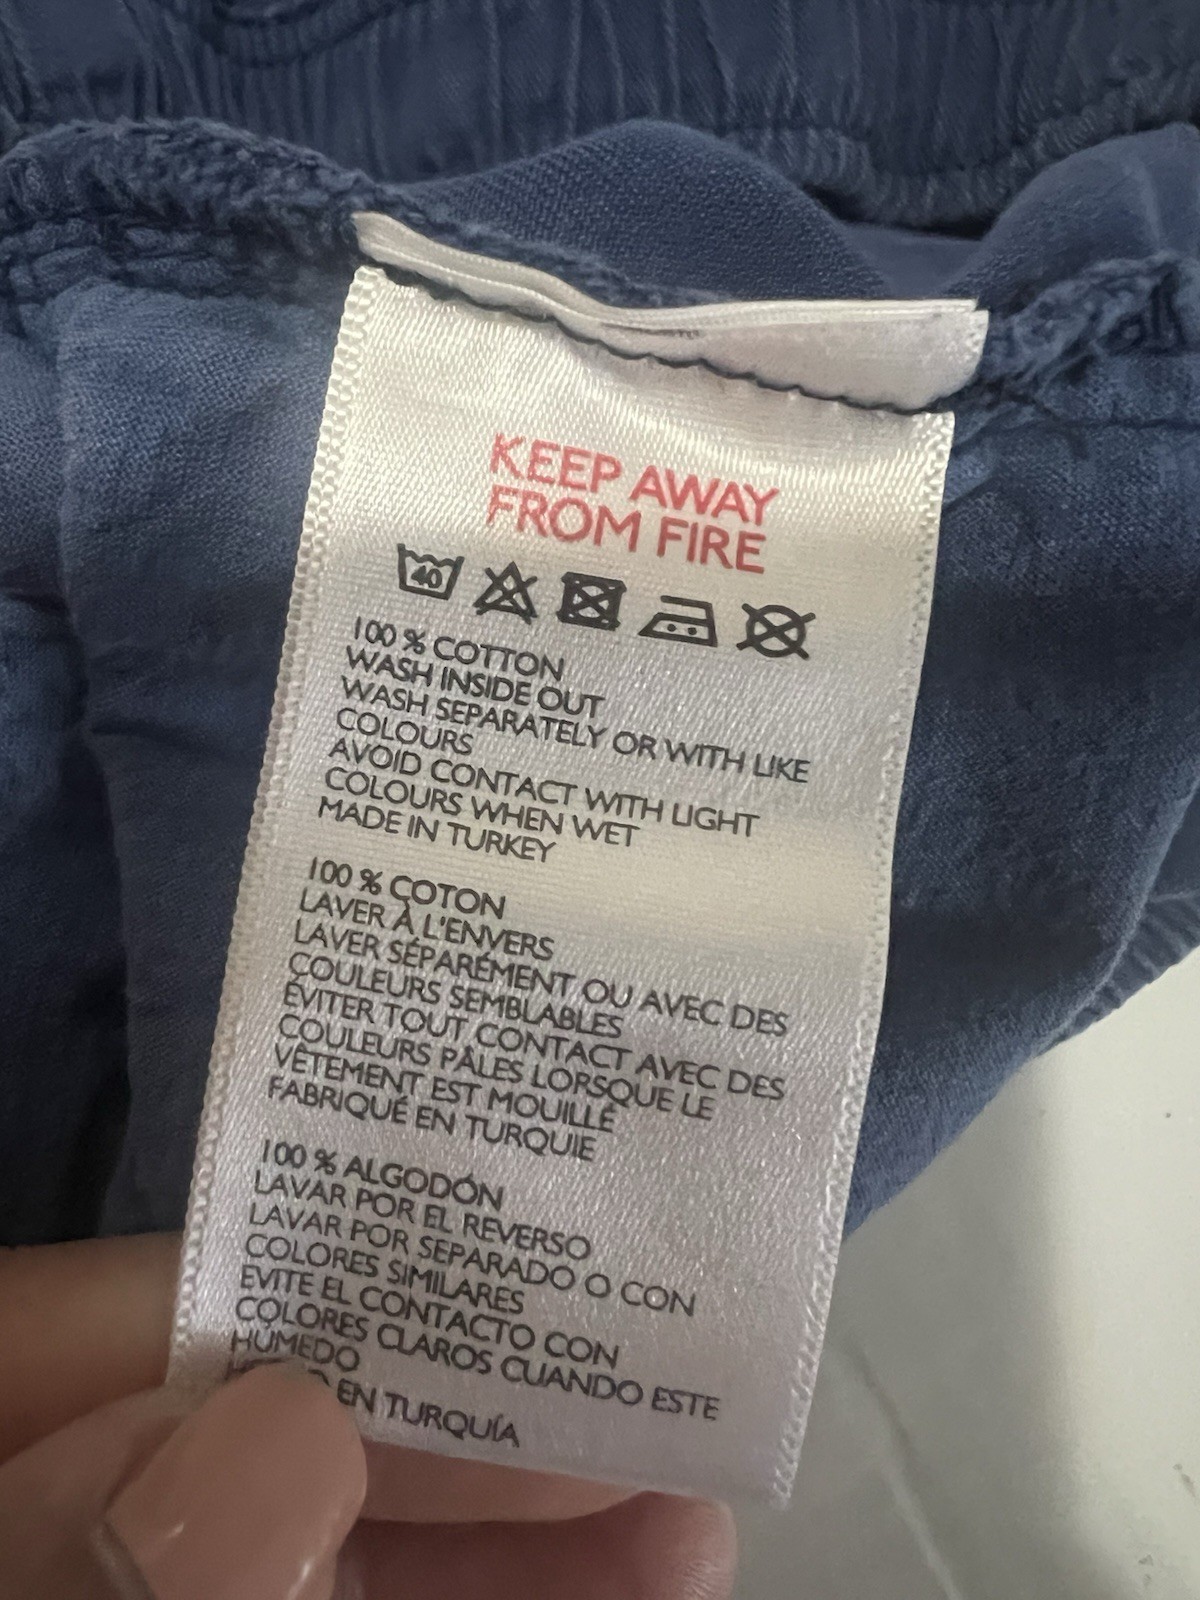 KEEP AWAY
FROM FIRE
40
100 % COTTON
WASH INSIDE OUT
WASH SEPARATELY OR WITH LIKE
COLOURS
AVOID CONTACT WITH LIGHT
COLOURS WHEN WET
MADE IN TURKEY
100 % COTON
LAVER À L'ENVERS
LAVER SÉPARÉMENT OU AVEC DES
COULEURS SEMBLABLES
ÉVITER TOUT CONTACT AVEC DES
COULEURS PÂLES LORSQUE LE
VÊTEMENT EST MOUILLÉ
FABRIQUÉ EN TURQUIE
100 % ALGODÓN
LAVAR POR EL REVERSO
LAVAR POR SEPARADO O CON
COLORES SIMILARES
EVITE EL CONTACTO CON
COLORES CLAROS CUANDO ESTE
HÚMEDO
EN TURQUÍA